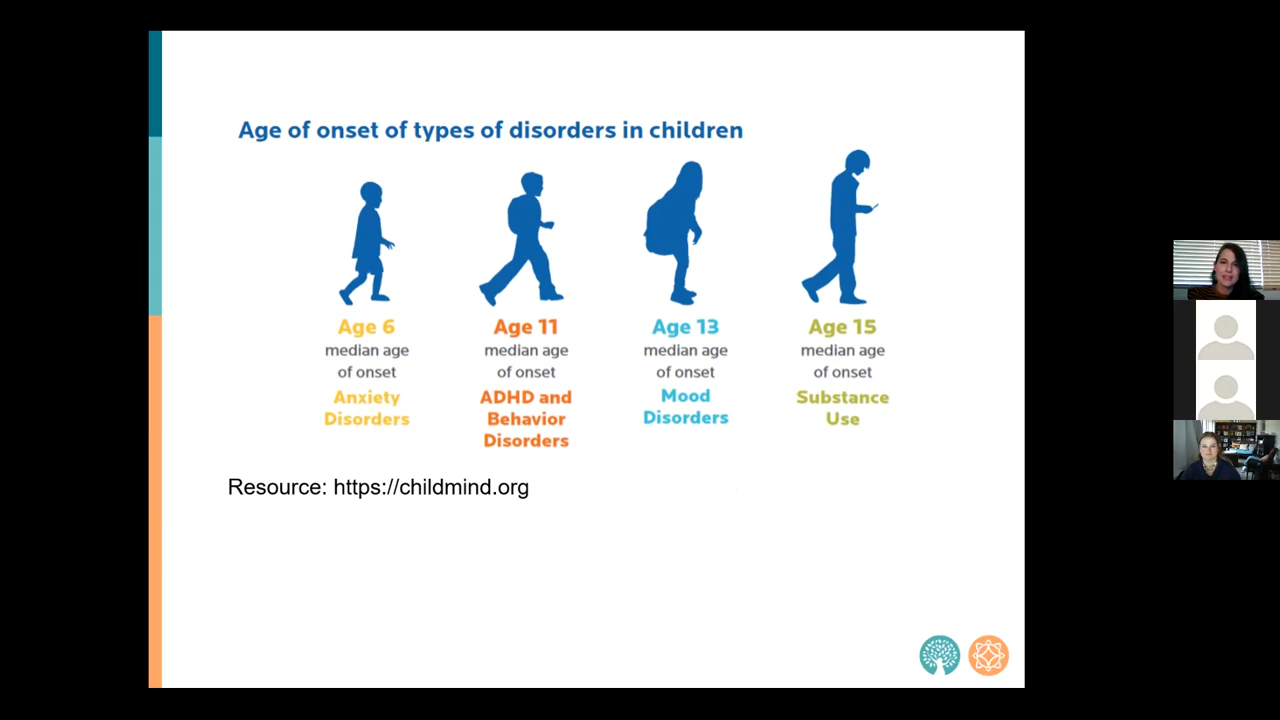 Age of onset of types of disorders in children
Age 6
median age
of onset
Anxiety
Disorders
Age 11
median age
of onset
ADHD and
Behavior
Disorders
Age 13
median age
of onset
Mood
Disorders
Age 15
median age
of onset
Substance
Use
Resource: https://childmind.org